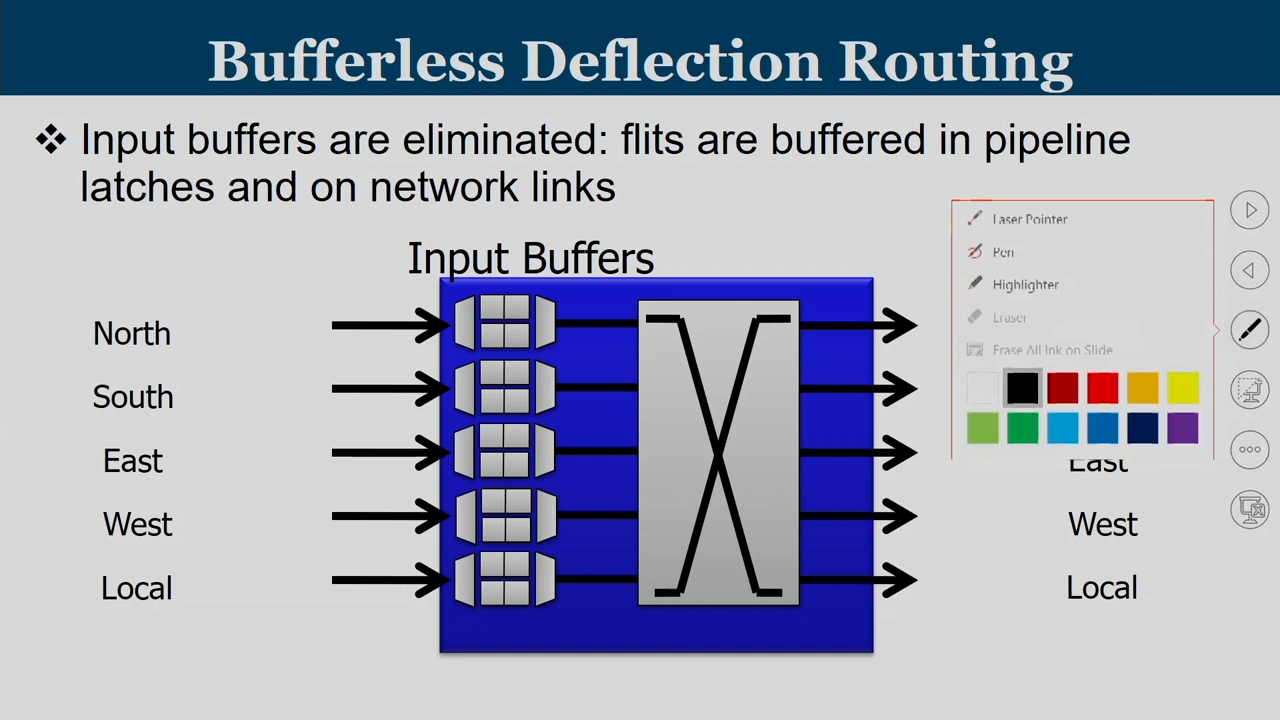 Bufferless Deflection Routing
❖ Input buffers are eliminated: flits are buffered in pipeline
latches and on network links
Input Buffers
North
South
East
West
Local
Laser Pointer
Pen
Highlighter
Eraser
Erase All Ink on Slide
East
West
Local